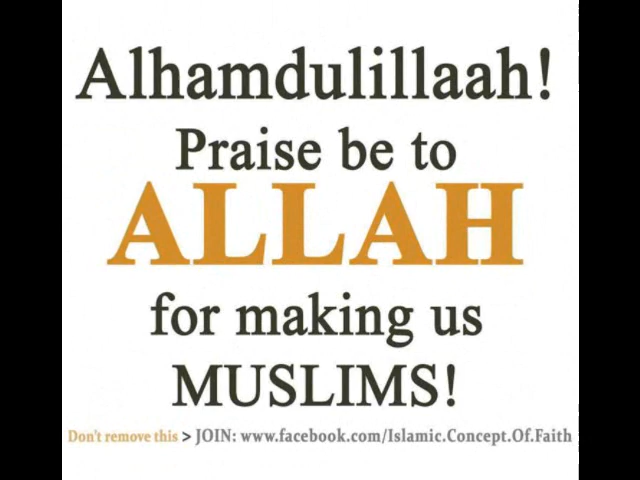 Alhamdulillaah!
Praise be to
ALLAH
for making us
MUSLIMS!
Don't remove this > JOIN: www.facebook.com/Islamic.Concept.Of.Faith